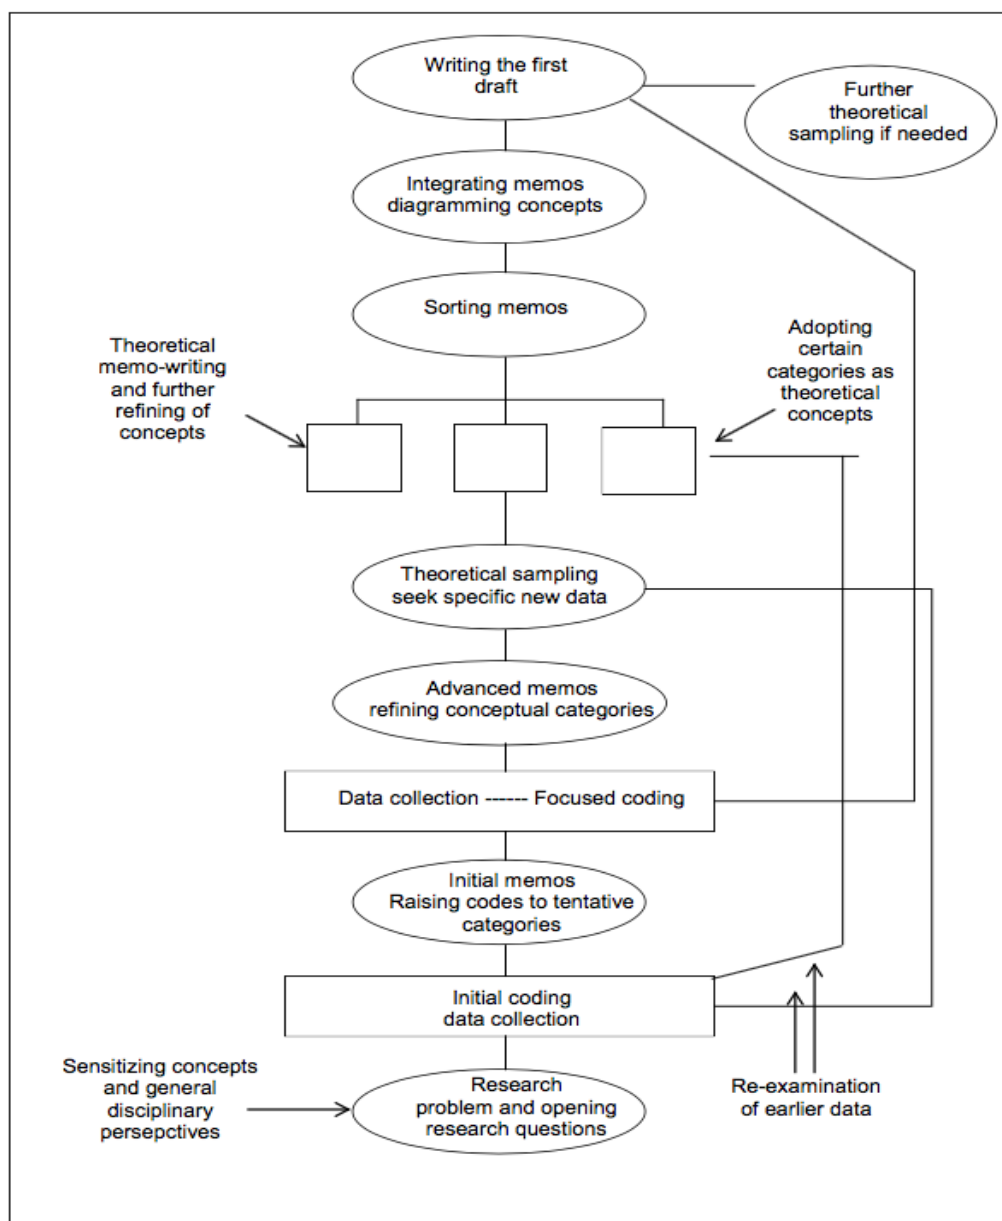 Writing the first
draft
Further
theoretical
sampling if needed
Integrating memos
diagramming concepts
Sorting memos
Theoretical
memo-writing
and further
refining of
concepts
Adopting
certain
categories as
theoretical
concepts
Theoretical sampling
seek specific new data
Advanced memos
refining conceptual categories
Data collection ------ Focused coding
Initial memos
Raising codes to tentative
categories
Initial coding
data collection
Sensitizing concepts
and general
disciplinary
persepctives
Research
problem and opening
research questions
Re-examination
of earlier data